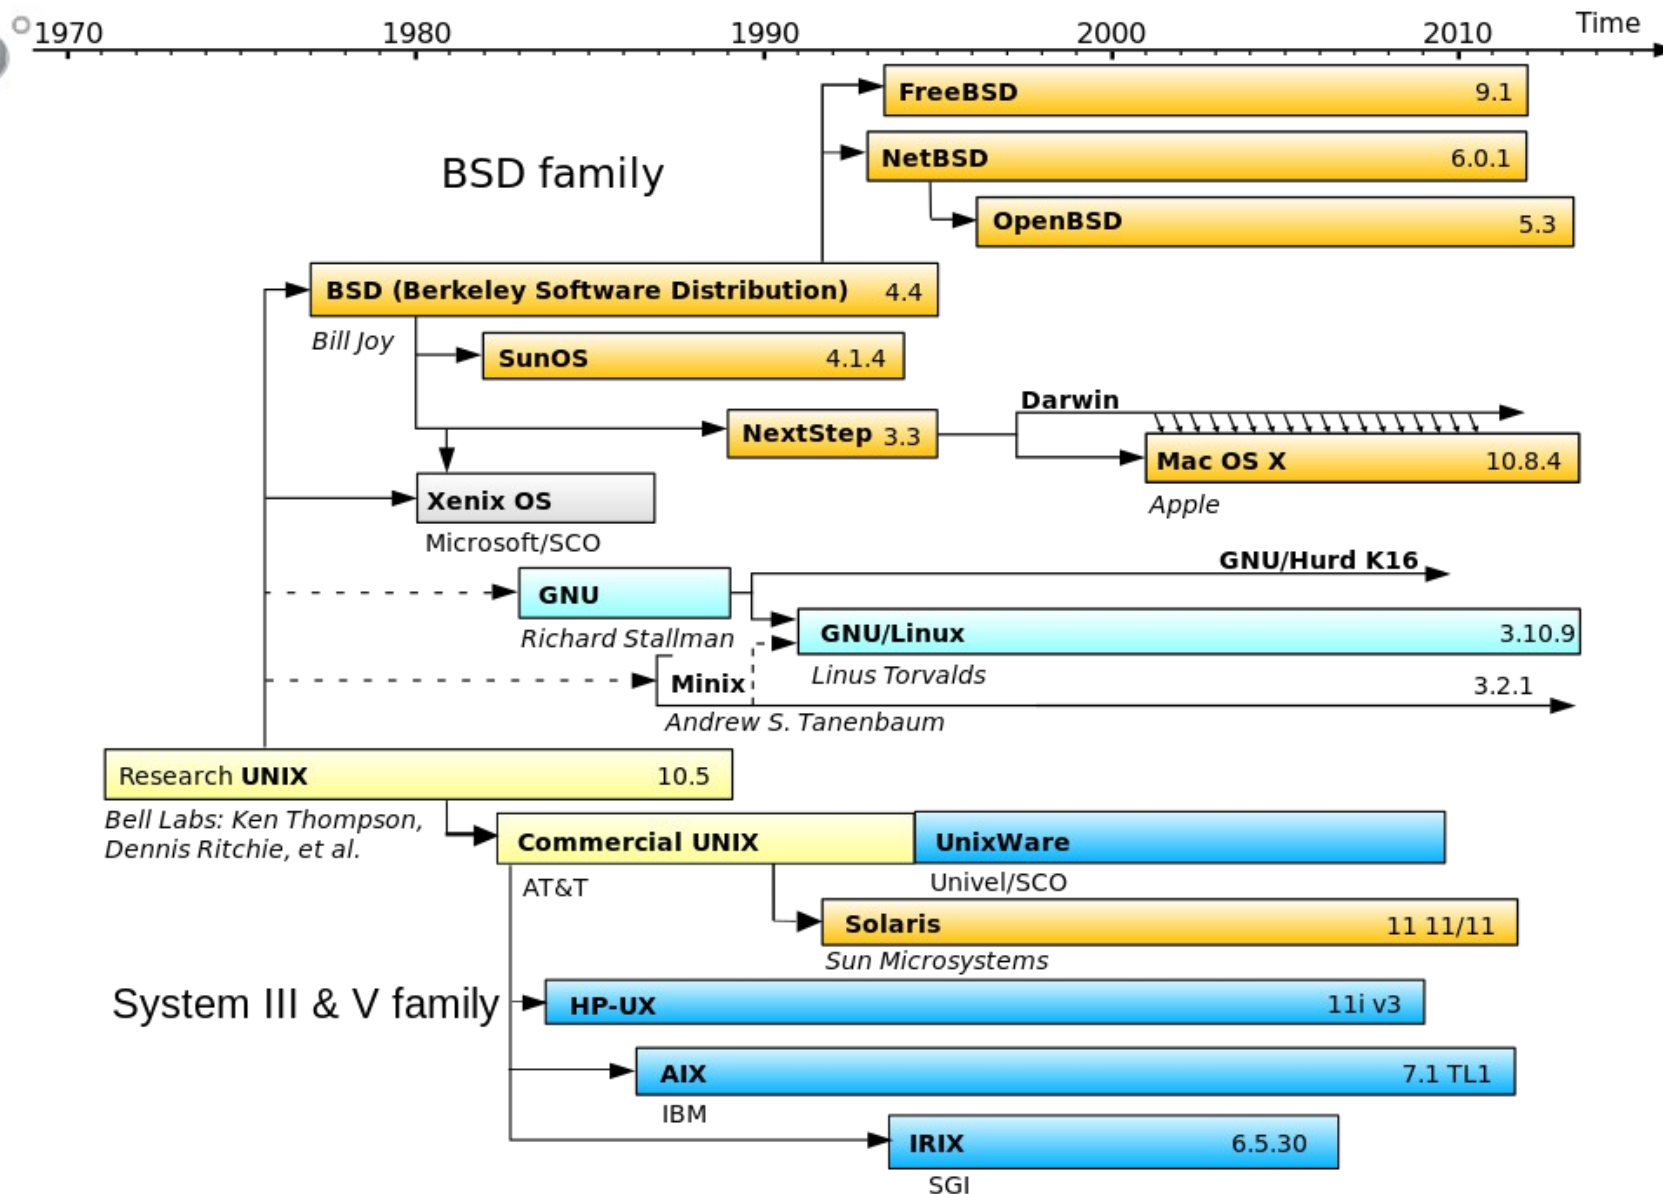 1970 1980 1990 2000 2010 Time
FreeBSD 9.1
NetBSD 6.0.1
BSD family
OpenBSD 5.3
BSD (Berkeley Software Distribution) 4.4
Bill Joy
SunOS 4.1.4
Darwin
NextStep 3.3
Mac OS X 10.8.4
Apple
Xenix OS
Microsoft/SCO
GNU/Hurd K16
GNU
Richard Stallman
GNU/Linux 3.10.9
Linus Torvalds
Minix 3.2.1
Andrew S. Tanenbaum
Research UNIX 10.5
Bell Labs: Ken Thompson,
Dennis Ritchie, et al.
Commercial UNIX
AT&T
UnixWare
Univel/SCO
Solaris 11 11/11
Sun Microsystems
System III & V family
HP-UX 11i v3
AIX 7.1 TL1
IBM
IRIX 6.5.30
SGI